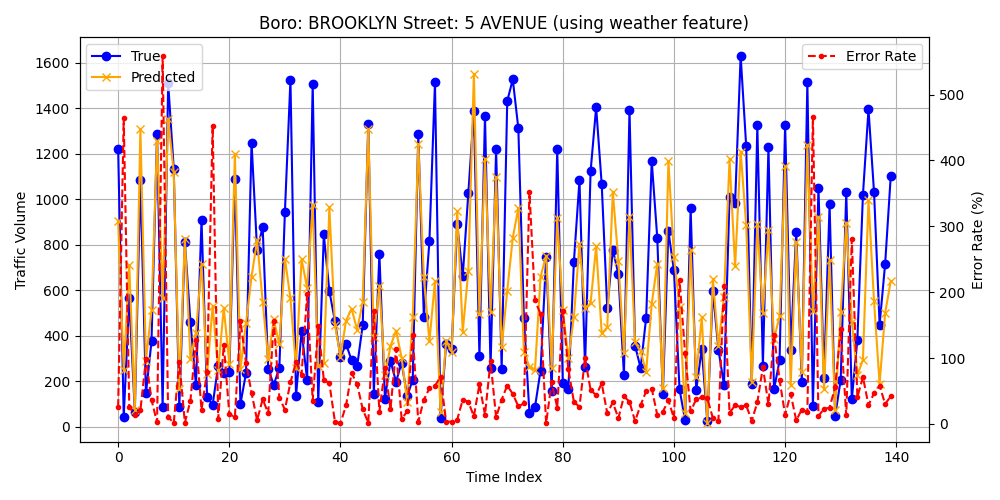 Boro: BROOKLYN Street: 5 AVENUE (using weather feature)
True
Predicted
Error Rate
1600
1400
1200
1000
800
600
400
200
0
Traffic Volume
500
400
300
200
100
0
Error Rate (%)
0 20 40 60 80 100 120 140
Time Index